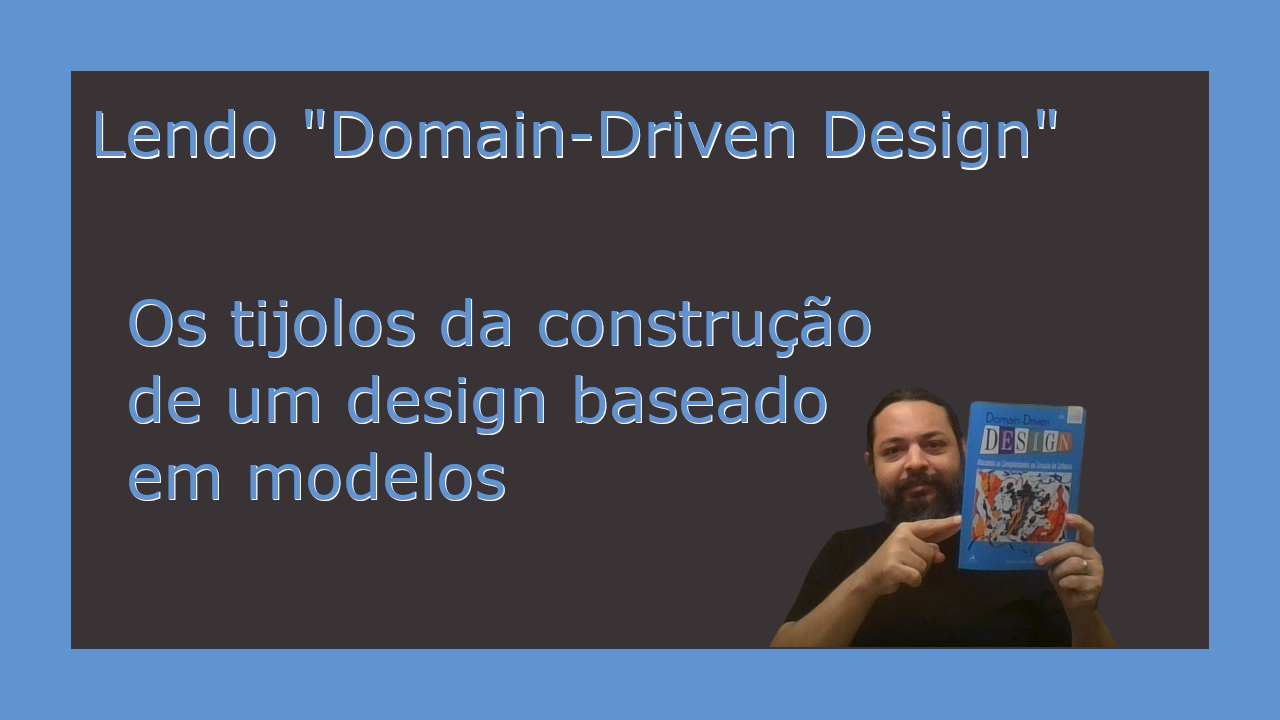 Lendo "Domain-Driven Design"
Os tijolos da construção
de um design baseado
em modelos
Domain-Driven
DESIGN
Atacando as Complexidades no Coração do Software